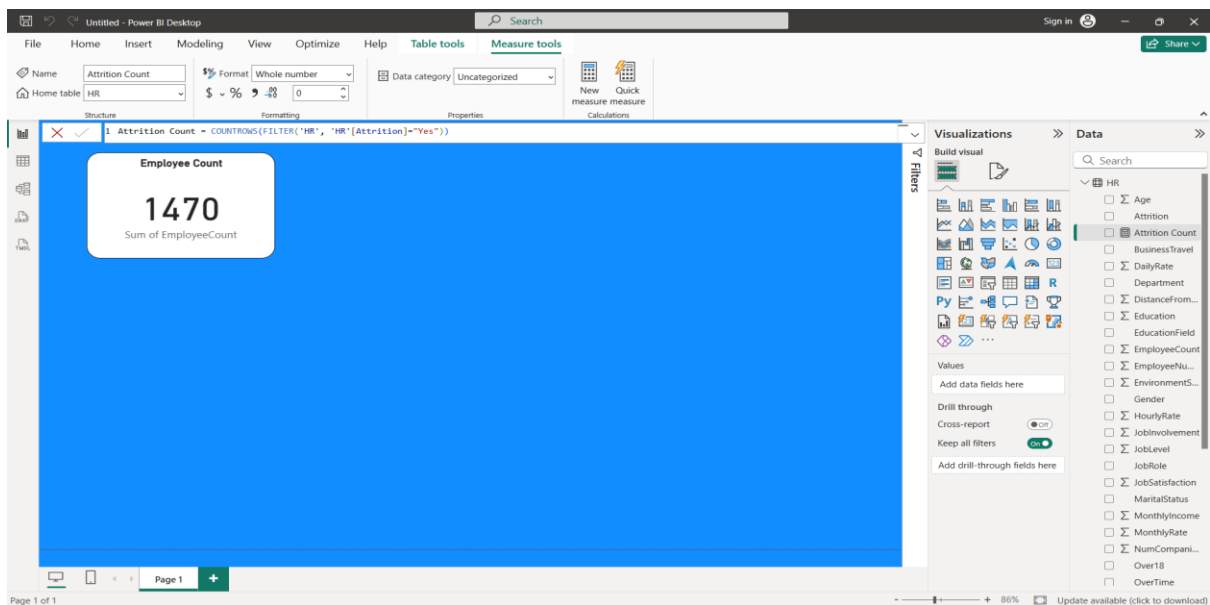 Untitled - Power BI Desktop
Search
Sign in
File Home Insert Modeling View Optimize Help Table tools Measure tools
Share
Name Attrition Count
Home table HR
Structure
$% Format Whole number
$ % 9 .00 0
Formatting
Data category Uncategorized
Properties
New measure
Quick measure
Calculations
1 Attrition Count = COUNTROWS(FILTER('HR', 'HR'[Attrition]="Yes"))
Employee Count
1470
Sum of EmployeeCount
Filters
Visualizations
Build visual
R
Py
...
Values
Add data fields here
Drill through
Cross-report Off
Keep all filters On
Add drill-through fields here
Data
Search
HR
Σ Age
Attrition
Attrition Count
BusinessTravel
Σ DailyRate
Department
Σ DistanceFrom...
Σ Education
EducationField
Σ EmployeeCount
Σ EmployeeNu...
Σ EnvironmentS...
Gender
Σ HourlyRate
Σ JobInvolvement
Σ JobLevel
JobRole
Σ JobSatisfaction
MaritalStatus
Σ MonthlyIncome
Σ MonthlyRate
Σ NumCompani...
Over18
OverTime
Page 1
Page 1 of 1
- + 86%
Update available (click to download)